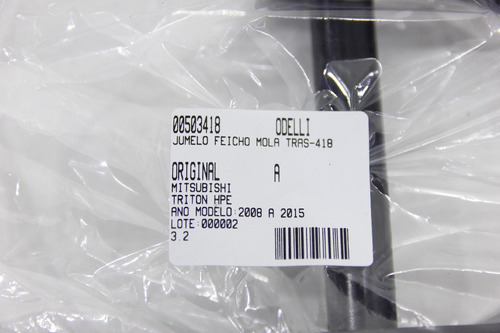 00503418 ODELLI
JUMELO FEICHO MOLA TRAS-418
ORIGINAL A
MITSUBISHI
TRITON HPE
ANO MODELO:2008 A 2015
LOTE:000002
3.2